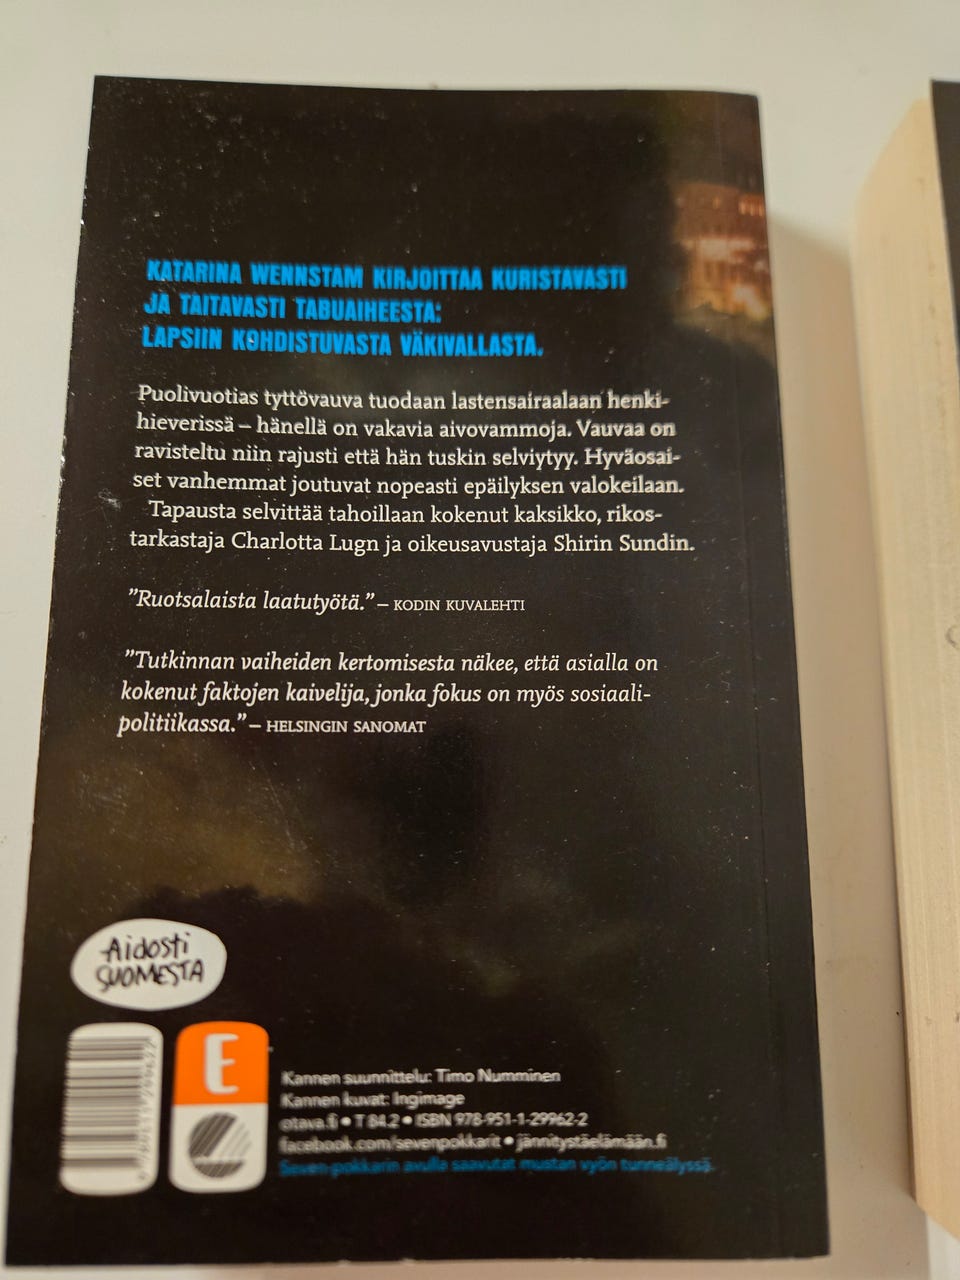 KATARINA WENNSTAM KIRJOITTAA KURISTAVASTI
JA TAITAVASTI TABUAIHEESTA:
LAPSIIN KOHDISTUVASTA VÄKIVALLASTA.
Puolivuotias tyttövauva tuodaan lastensairaalaan henki-
hieverissä – hänellä on vakavia aivovammoja. Vauvaa on
ravisteltu niin rajusti että hän tuskin selviytyy. Hyväosai-
set vanhemmat joutuvat nopeasti epäilyksen valokeilaan.
Tapausta selvittää tahoillaan kokenut kaksikko, rikos-
tarkastaja Charlotta Lugn ja oikeusavustaja Shirin Sundin.
”Ruotsalaista laatutyötä.” – KODIN KUVALEHTI
”Tutkinnan vaiheiden kertomisesta näkee, että asialla on
kokenut faktojen kaivelija, jonka fokus on myös sosiaali-
politiikassa.” – HELSINGIN SANOMAT
Aidosti
SUOMESTA
E
9 789511 299622
Kannen suunnittelu: Timo Numminen
Kannen kuvat: Ingimage
otava.fi • T 84.2 • ISBN 978-951-1-29962-2
facebook.com/sevenpokkarit • jännitystäelämään.fi
Seven-pokkarin avulla saavutat mustan vyön tunneälyssä.